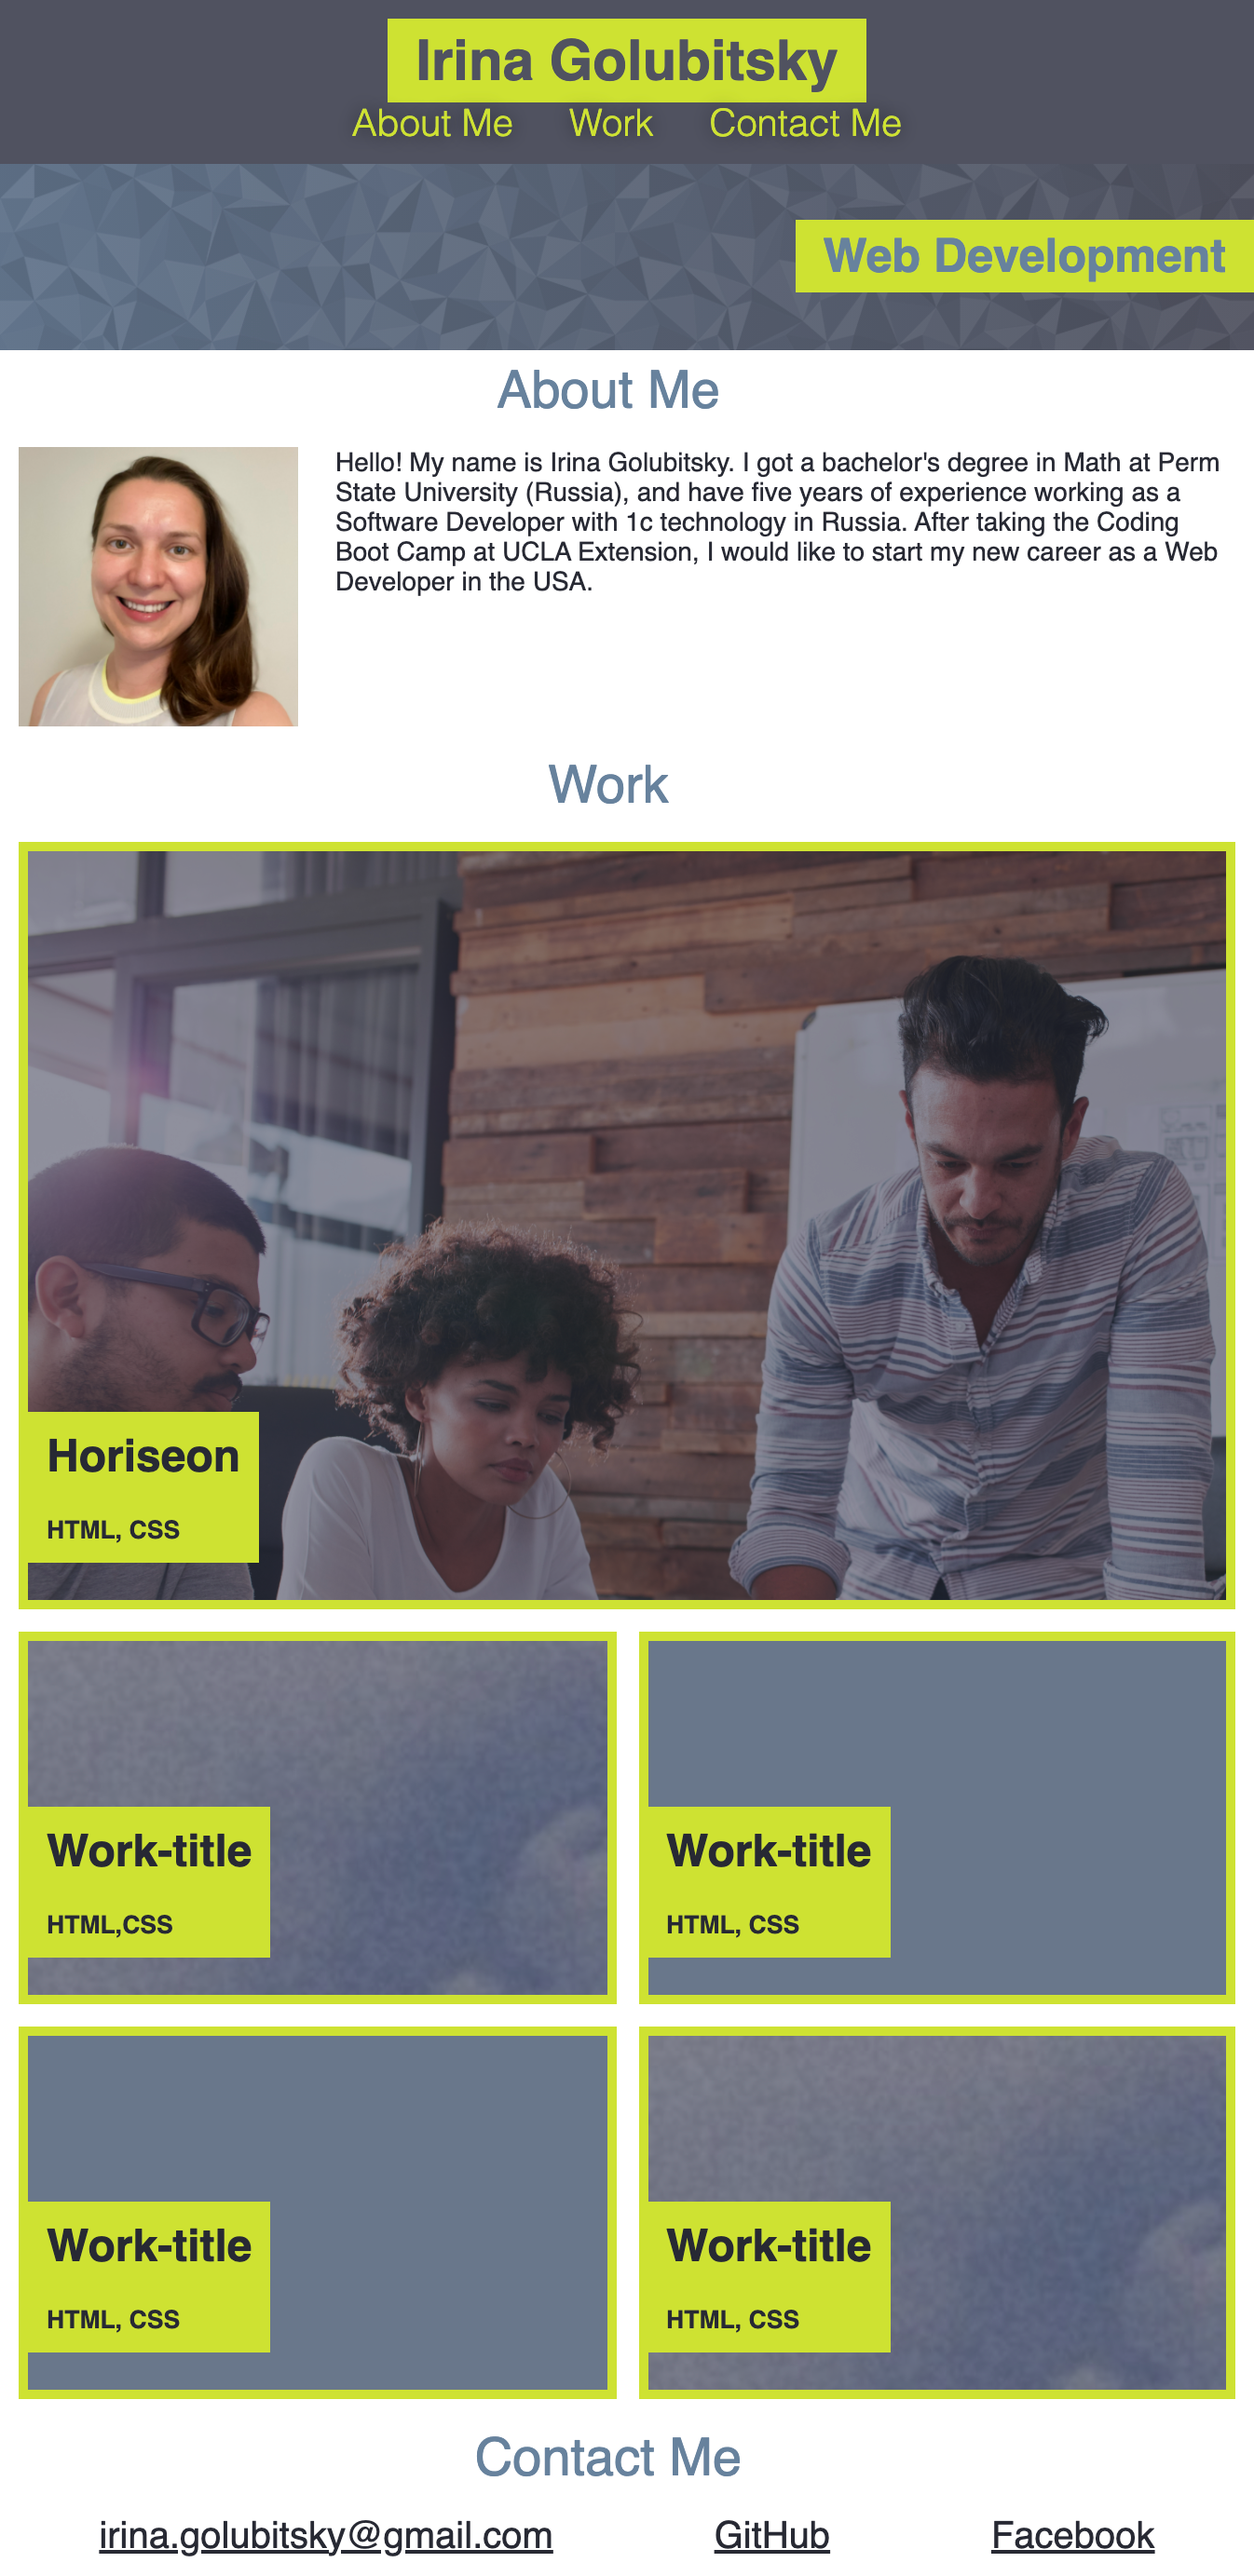 Irina Golubitsky
About Me Work Contact Me
Web Development
About Me
Hello! My name is Irina Golubitsky. I got a bachelor's degree in Math at Perm
State University (Russia), and have five years of experience working as a
Software Developer with 1c technology in Russia. After taking the Coding
Boot Camp at UCLA Extension, I would like to start my new career as a Web
Developer in the USA.
Work
Horiseon
HTML, CSS
Work-title
HTML,CSS
Work-title
HTML, CSS
Work-title
HTML, CSS
Work-title
HTML, CSS
Contact Me
irina.golubitsky@gmail.com GitHub Facebook